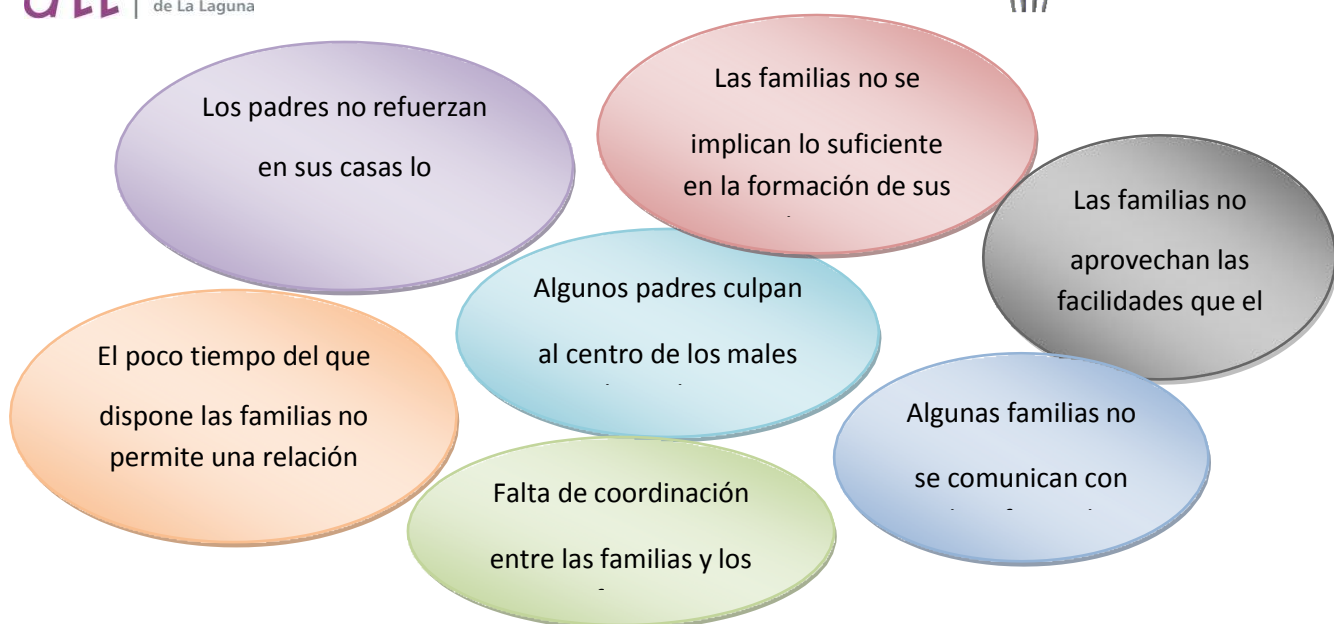 ull
de La Laguna
Los padres no refuerzan
en sus casas lo
Las familias no se
implican lo suficiente
en la formación de sus
Las familias no
aprovechan las
facilidades que el
Algunos padres culpan
al centro de los males
El poco tiempo del que
dispone las familias no
permite una relación
Algunas familias no
se comunican con
Falta de coordinación
entre las familias y los